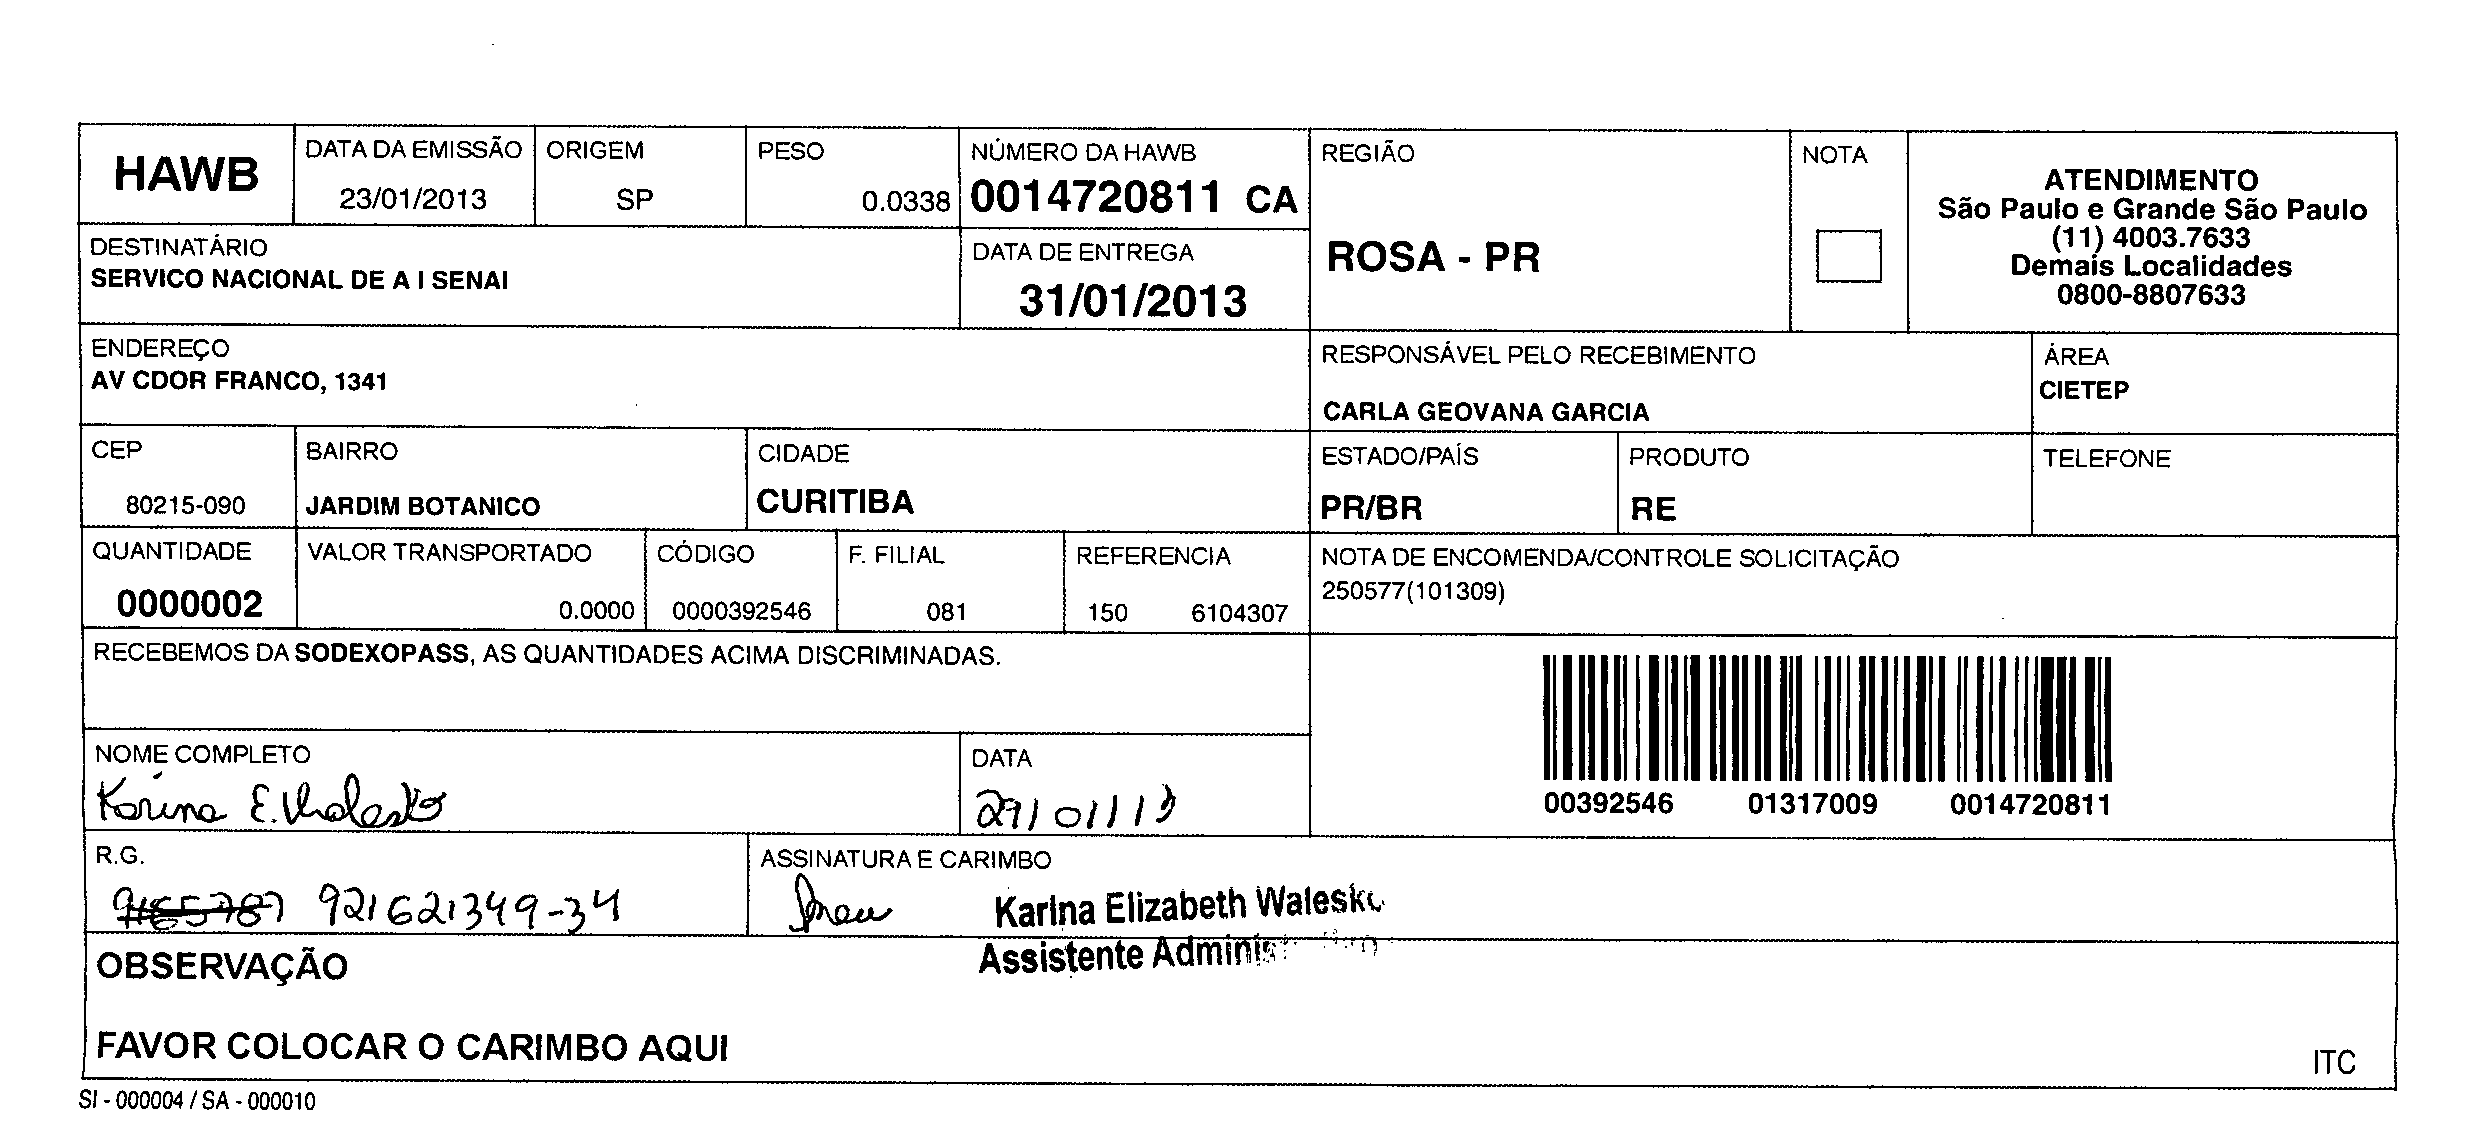 HAWB
DATA DA EMISSÃO
23/01/2013
ORIGEM
SP
PESO
0.0338
NÚMERO DA HAWB
0014720811 CA
REGIÃO
ROSA - PR
NOTA
ATENDIMENTO
São Paulo e Grande São Paulo
(11) 4003.7633
Demais Localidades
0800-8807633
DESTINATÁRIO
SERVICO NACIONAL DE A I SENAI
DATA DE ENTREGA
31/01/2013
ENDEREÇO
AV CDOR FRANCO, 1341
RESPONSÁVEL PELO RECEBIMENTO
CARLA GEOVANA GARCIA
ÁREA
CIETEP
CEP
80215-090
BAIRRO
JARDIM BOTANICO
CIDADE
CURITIBA
ESTADO/PAÍS
PR/BR
PRODUTO
RE
TELEFONE
QUANTIDADE
0000002
VALOR TRANSPORTADO
0.0000
CÓDIGO
0000392546
F. FILIAL
081
REFERENCIA
150 6104307
NOTA DE ENCOMENDA/CONTROLE SOLICITAÇÃO
250577(101309)
RECEBEMOS DA SODEXOPASS, AS QUANTIDADES ACIMA DISCRIMINADAS.
00392546 01317009 0014720811
NOME COMPLETO
Karina E.
DATA
29/01/13
R.G.
921621349-34
ASSINATURA E CARIMBO
Karina Elizabeth
Assistente
OBSERVAÇÃO
FAVOR COLOCAR O CARIMBO AQUI
ITC
SI - 000004 / SA - 000010